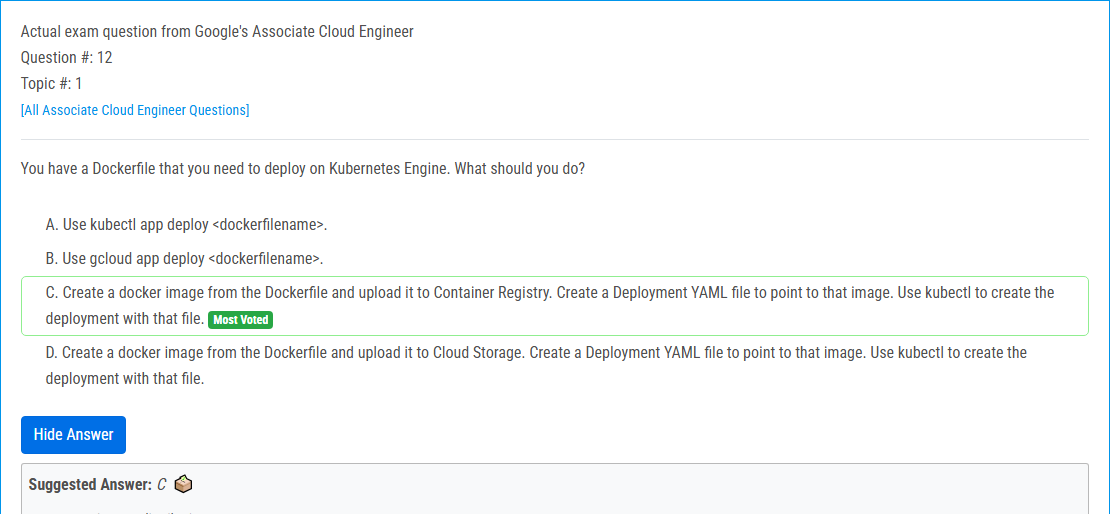 Actual exam question from Google's Associate Cloud Engineer
Question #: 12
Topic #: 1
[All Associate Cloud Engineer Questions]
You have a Dockerfile that you need to deploy on Kubernetes Engine. What should you do?
A. Use kubectl app deploy <dockerfilename>.
B. Use gcloud app deploy <dockerfilename>.
C. Create a docker image from the Dockerfile and upload it to Container Registry. Create a Deployment YAML file to point to that image. Use kubectl to create the
deployment with that file. Most Voted
D. Create a docker image from the Dockerfile and upload it to Cloud Storage. Create a Deployment YAML file to point to that image. Use kubectl to create the
deployment with that file.
Hide Answer
Suggested Answer: C